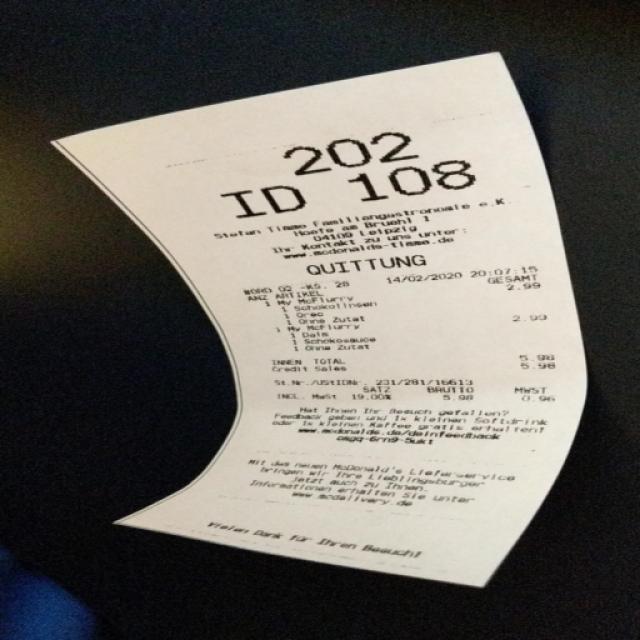 202
ID 108
Stefan Timme Familiengastronomie e.K
Hoefe am Bruehl 1
04109 Leipzig
Ihr Kontakt zu uns unter:
www.mcdonalds-timme.de
QUITTUNG
#ORD 02 -KS. 28 14/02/2020 20:07:15
ANZ ARTIKEL GESAMT
1 My McFlurry 2.99
1 Schokolinsen
1 Oreo
1 Ohne Zutat
1 My McFlurry 2.99
1 Daim
1 Schokosauce
1 Ohne Zutat
INNEN TOTAL 5.98
Credit Sales 5.98
St.Nr./UStIDNr. 231/281/16613
SATZ BRUTTO MWST
INCL. MwSt 19.00% 5.98 0.96
Hat Ihnen Ihr Besuch gefallen?
Feedback geben und 1x kleinen Softdrink
oder 1x kleinen Kaffee gratis erhalten!
www.mcdonalds.de/deinfeedback
Mit dem neuen McDonald's Lieferservice
bringen wir Ihre Lieblingsburger
jetzt auch zu Ihnen.
Informationen erhalten Sie unter
www.mcdelivery.de
Vielen Dank für Ihren Besuch!